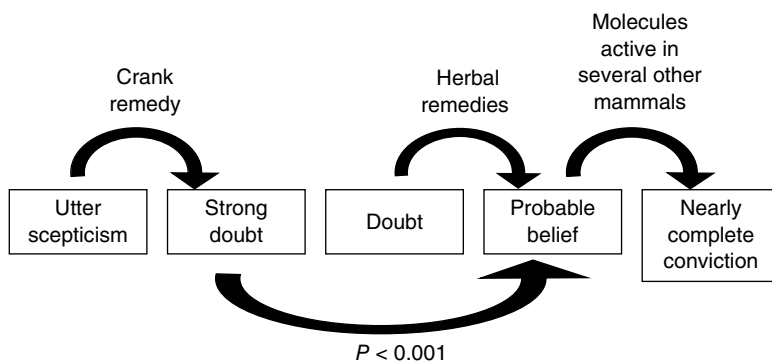 Crank
remedy
Herbal
remedies
Molecules
active in
several other
mammals
Utter
scepticism
Strong
doubt
Doubt
Probable
belief
Nearly
complete
conviction
P < 0.001